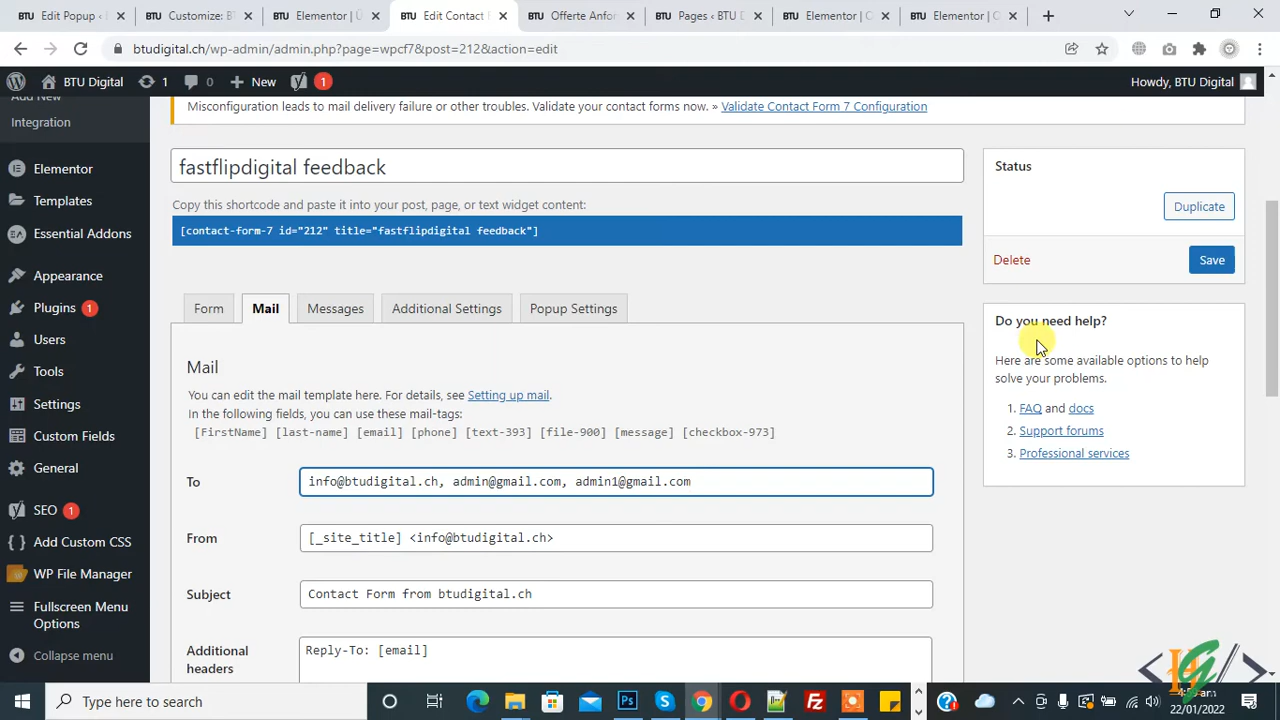 BTU Edit Popup ‹
BTU Customize: BT
BTU Elementor | Ü
BTU Edit Contact F
BTU Offerte Anfor
BTU Pages ‹ BTU D
BTU Elementor | O
BTU Elementor | O
btudigital.ch/wp-admin/admin.php?page=wpcf7&post=212&action=edit
BTU Digital 1 0 New 1 Howdy, BTU Digital
Add New
Integration
Elementor
Templates
Essential Addons
Appearance
Plugins 1
Users
Tools
Settings
Custom Fields
General
SEO 1
Add Custom CSS
WP File Manager
Fullscreen Menu
Options
Collapse menu
Misconfiguration leads to mail delivery failure or other troubles. Validate your contact forms now. » Validate Contact Form 7 Configuration
fastflipdigital feedback
Copy this shortcode and paste it into your post, page, or text widget content:
[contact-form-7 id="212" title="fastflipdigital feedback"]
Form Mail Messages Additional Settings Popup Settings
Mail
You can edit the mail template here. For details, see Setting up mail.
In the following fields, you can use these mail-tags:
[FirstName] [last-name] [email] [phone] [text-393] [file-900] [message] [checkbox-973]
To info@btudigital.ch, admin@gmail.com, admin1@gmail.com
From [_site_title] <info@btudigital.ch>
Subject Contact Form from btudigital.ch
Additional
headers
Reply-To: [email]
Status
Duplicate
Delete Save
Do you need help?
Here are some available options to help
solve your problems.
1. FAQ and docs
2. Support forums
3. Professional services
Type here to search
22/01/2022